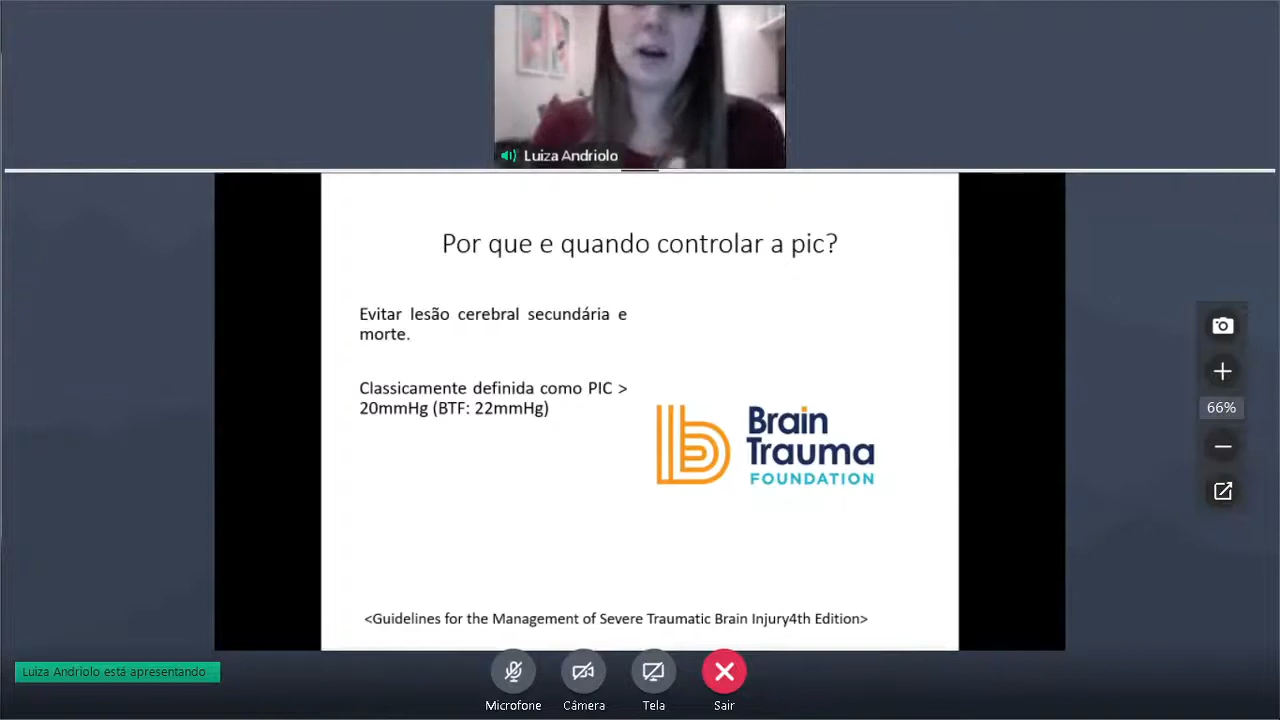 Luiza Andriolo
Por que e quando controlar a pic?
Evitar lesão cerebral secundária e
morte.
Classicamente definida como PIC >
20mmHg (BTF: 22mmHg)
Brain
Trauma
FOUNDATION
<Guidelines for the Management of Severe Traumatic Brain Injury4th Edition>
66%
Luiza Andriolo está apresentando
Microfone
Câmera
Tela
Sair